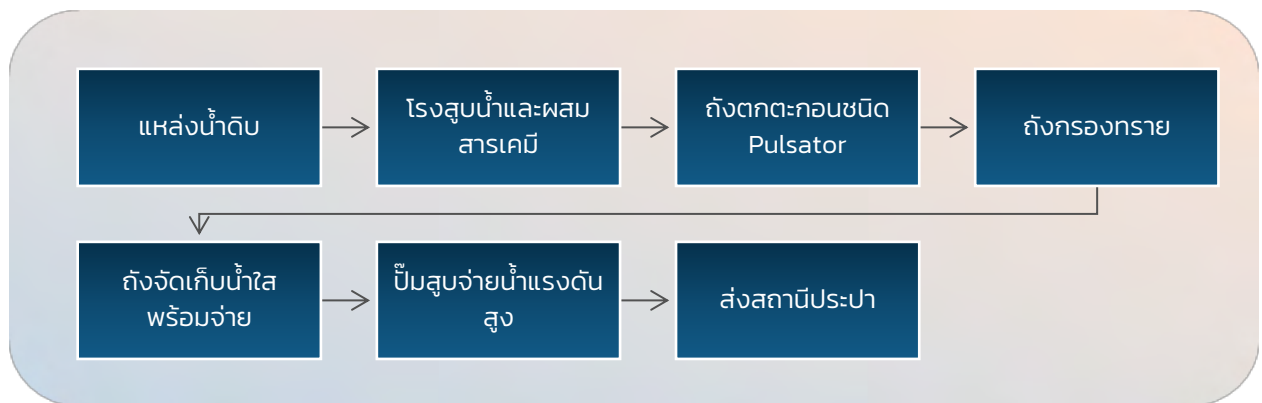 แหล่งน้ำดิบ
โรงสูบน้ำและผสม
สารเคมี
ถังตกตะกอนชนิด
Pulsator
ถังกรองทราย
ถังจัดเก็บน้ำใส
พร้อมจ่าย
ปั๊มสูบจ่ายน้ำแรงดัน
สูง
ส่งสถานีประปา